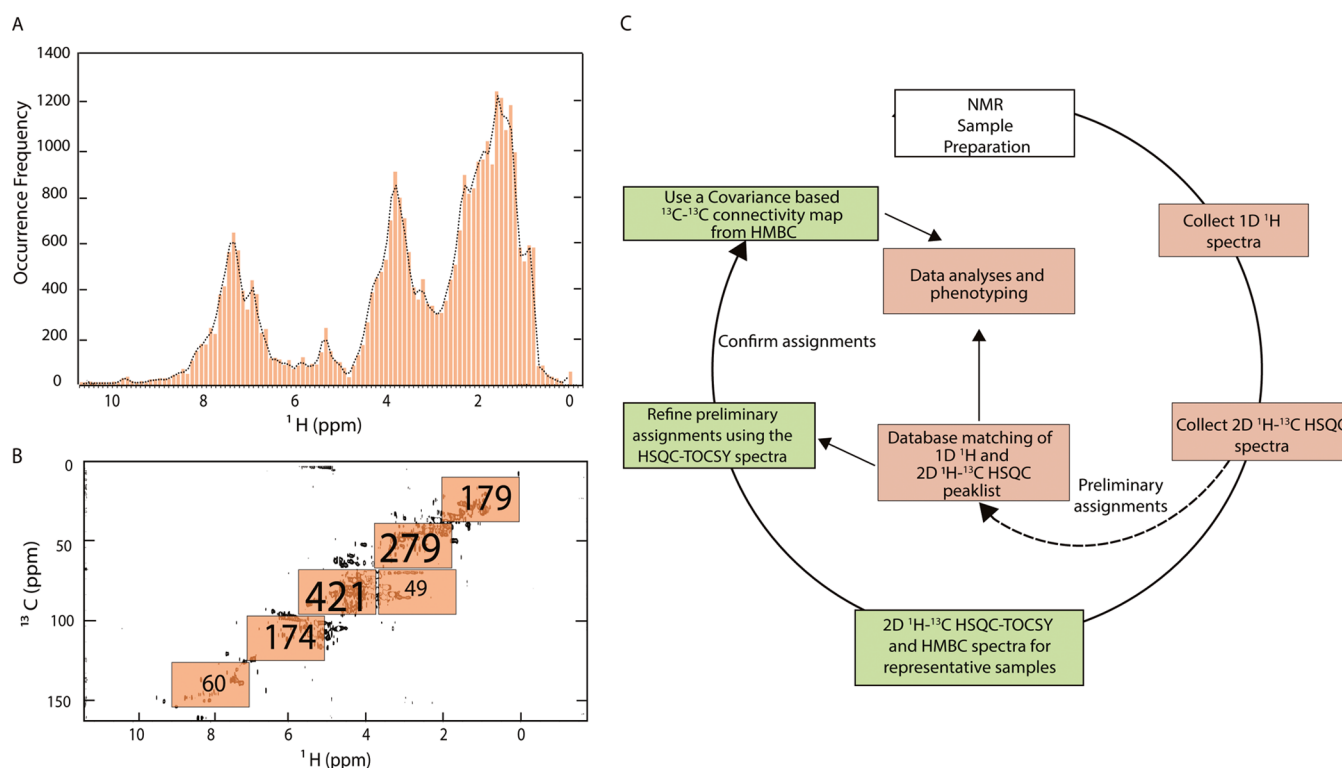 A
1400
1200
1000
800
600
400
200
0
Occurrence Frequency
10 8 6 4 2 0
¹H (ppm)
B
0
50
100
150
¹³C (ppm)
179
279
421
49
174
60
10 8 6 4 2 0
¹H (ppm)
C
NMR
Sample
Preparation
Collect 1D ¹H
spectra
Collect 2D ¹H-¹³C HSQC
spectra
Preliminary
assignments
2D ¹H-¹³C HSQC-TOCSY
and HMBC spectra for
representative samples
Database matching of
1D ¹H and
2D ¹H-¹³C HSQC
peaklist
Refine preliminary
assignments using the
HSQC-TOCSY spectra
Confirm assignments
Use a Covariance based
¹³C-¹³C connectivity map
from HMBC
Data analyses and
phenotyping